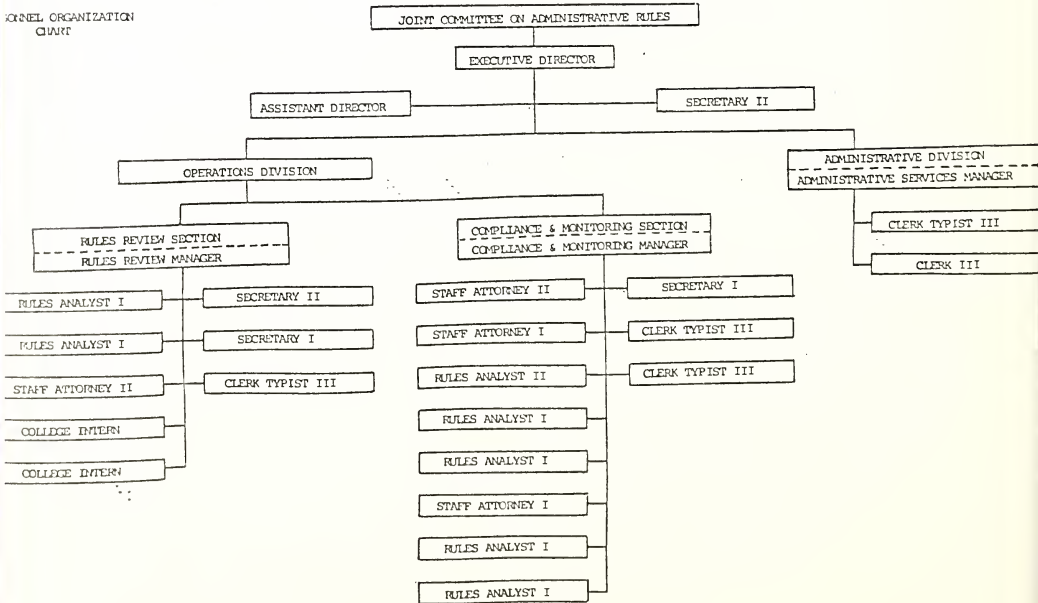 SONNEL ORGANIZATION
CHART
JOINT COMMITTEE ON ADMINISTRATIVE RULES
EXECUTIVE DIRECTOR
ASSISTANT DIRECTOR
SECRETARY II
OPERATIONS DIVISION
ADMINISTRATIVE DIVISION
ADMINISTRATIVE SERVICES MANAGER
CLERK TYPIST III
CLERK III
RULES REVIEW SECTION
RULES REVIEW MANAGER
RULES ANALYST I
SECRETARY II
RULES ANALYST I
SECRETARY I
STAFF ATTORNEY II
CLERK TYPIST III
COLLEGE INTERN
COLLEGE INTERN
COMPLIANCE & MONITORING SECTION
COMPLIANCE & MONITORING MANAGER
STAFF ATTORNEY II
SECRETARY I
STAFF ATTORNEY I
CLERK TYPIST III
RULES ANALYST II
CLERK TYPIST III
RULES ANALYST I
RULES ANALYST I
STAFF ATTORNEY I
RULES ANALYST I
RULES ANALYST I